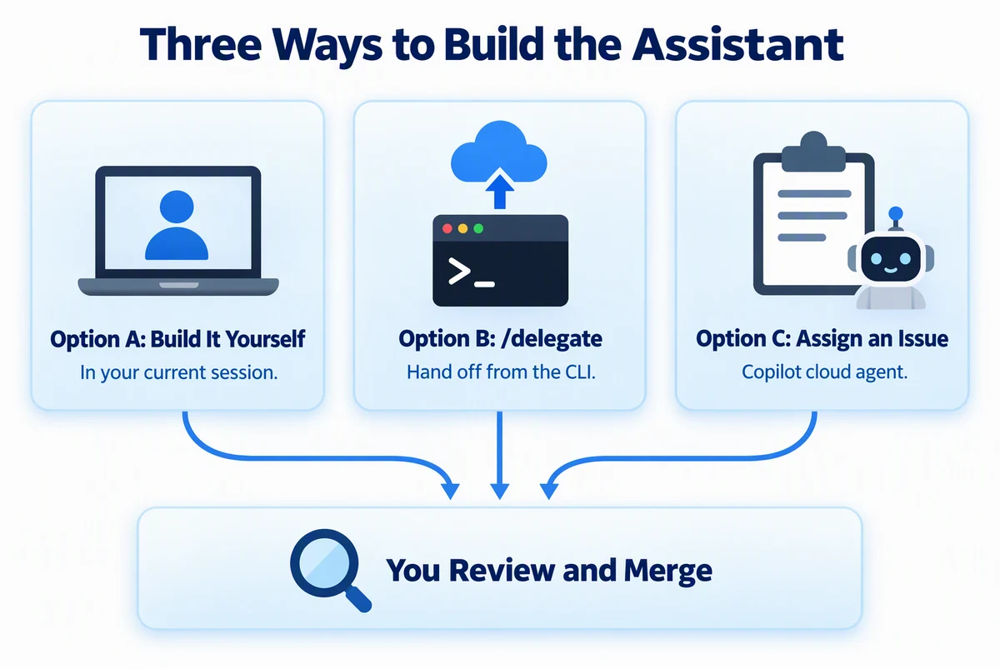 Three Ways to Build the Assistant
Option A: Build It Yourself
In your current session.
>_
Option B: /delegate
Hand off from the CLI.
Option C: Assign an Issue
Copilot cloud agent.
You Review and Merge